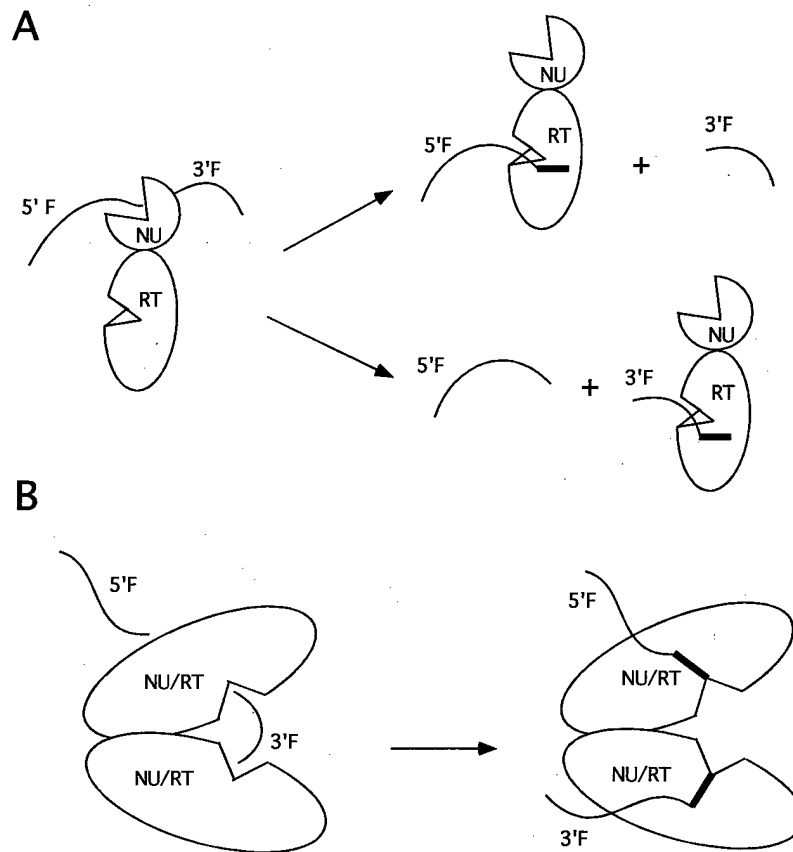 A
NU
5'F
RT
3'F
+
5' F
3'F
NU
RT
NU
5'F
+
3'F
RT
B
5'F
NU/RT
3'F
NU/RT
5'F
NU/RT
NU/RT
3'F